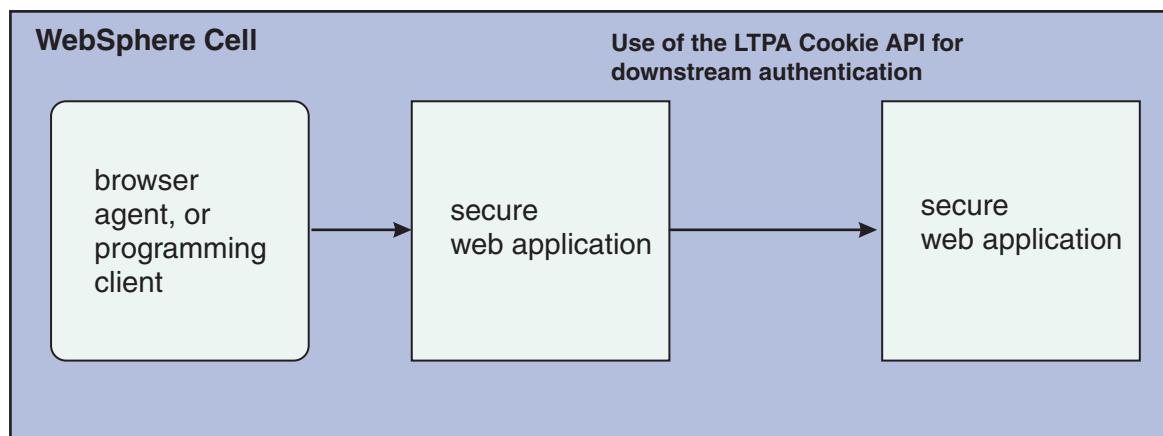 WebSphere Cell
Use of the LTPA Cookie API for
downstream authentication
browser
agent, or
programming
client
secure
web application
secure
web application